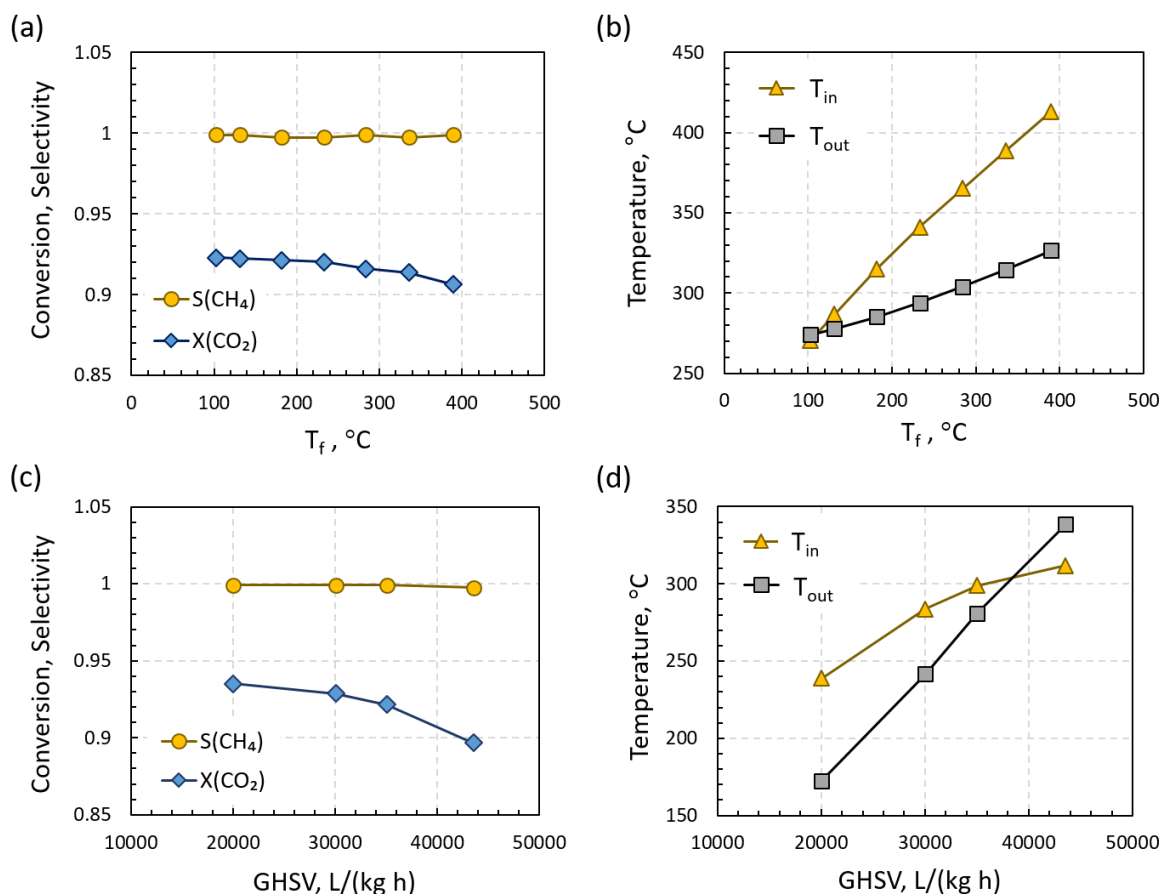 (a)
1.05
1
0.95
0.9
0.85
Conversion, Selectivity
S(CH₄)
X(CO₂)
0 100 200 300 400 500
T_f , °C
(b)
450
400
350
300
250
Temperature, °C
T_in
T_out
0 100 200 300 400 500
T_f , °C
(c)
1.05
1
0.95
0.9
0.85
Conversion, Selectivity
S(CH₄)
X(CO₂)
10000 20000 30000 40000 50000
GHSV, L/(kg h)
(d)
350
300
250
200
150
Temperature, °C
T_in
T_out
10000 20000 30000 40000 50000
GHSV, L/(kg h)